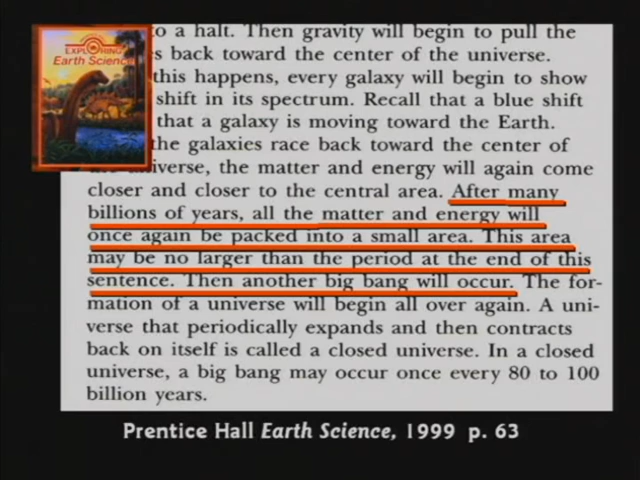 EXPLORING
Earth Science
to a halt. Then gravity will begin to pull the
s back toward the center of the universe.
this happens, every galaxy will begin to show
shift in its spectrum. Recall that a blue shift
that a galaxy is moving toward the Earth.
the galaxies race back toward the center of
universe, the matter and energy will again come
closer and closer to the central area. After many
billions of years, all the matter and energy will
once again be packed into a small area. This area
may be no larger than the period at the end of this
sentence. Then another big bang will occur. The for-
mation of a universe will begin all over again. A uni-
verse that periodically expands and then contracts
back on itself is called a closed universe. In a closed
universe, a big bang may occur once every 80 to 100
billion years.
Prentice Hall Earth Science, 1999 p. 63